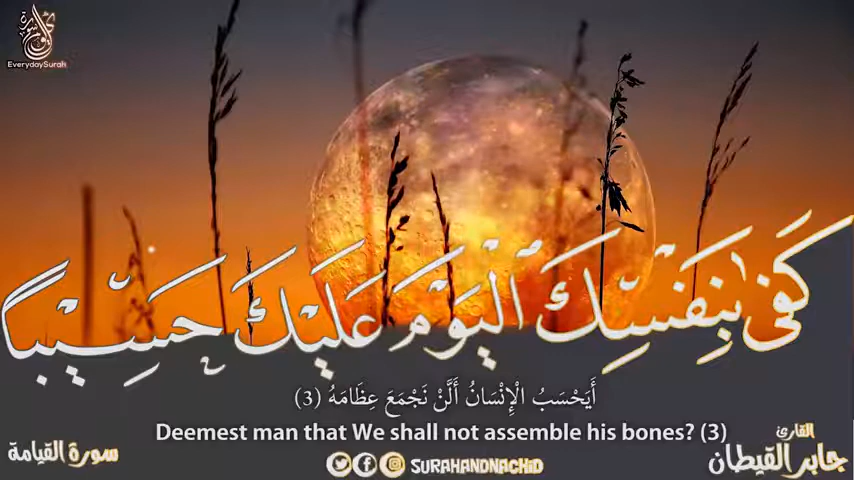 EverydaySurah
كَفَىٰ بِنَفْسِكَ ٱلْيَوْمَ عَلَيْكَ حَسِيبًا
أَيَحْسَبُ الْإِنْسَانُ أَلَّنْ نَجْمَعَ عِظَامَهُ (3)
Deemest man that We shall not assemble his bones? (3)
القارئ
جابر القيطان
سورة القيامة
SURAHANDNACHID